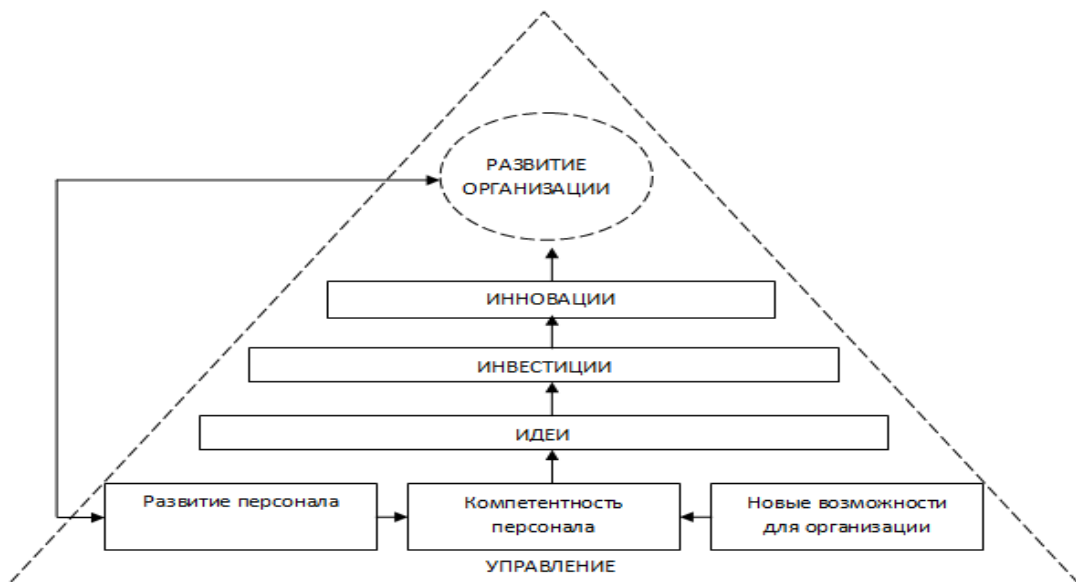 РАЗВИТИЕ
ОРГАНИЗАЦИИ
ИННОВАЦИИ
ИНВЕСТИЦИИ
ИДЕИ
Развитие персонала
Компетентность
персонала
Новые возможности
для организации
УПРАВЛЕНИЕ